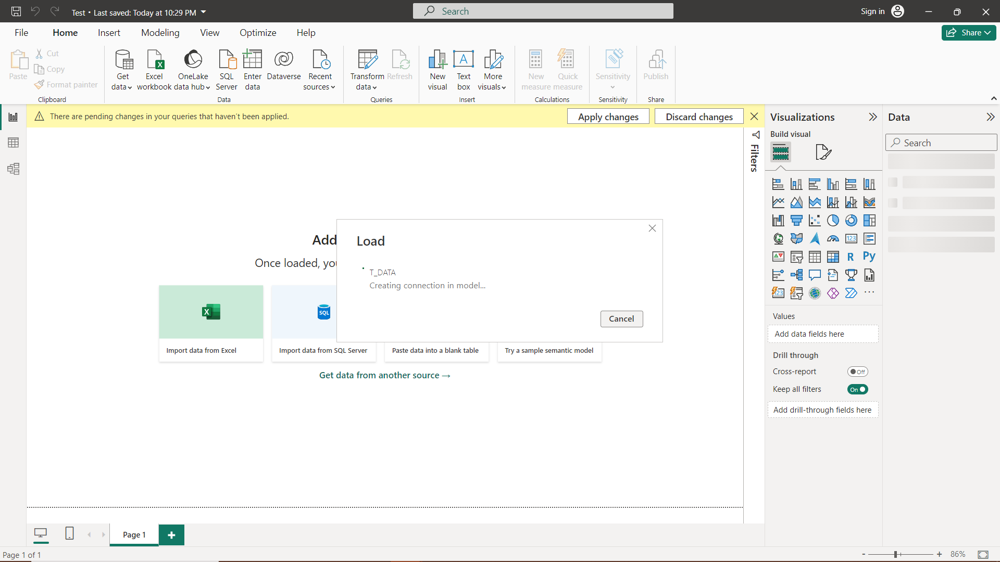 Test • Last saved: Today at 10:29 PM
Search
Sign in
File Home Insert Modeling View Optimize Help
Share
Paste
Cut
Copy
Format painter
Clipboard
Get data
Excel workbook
OneLake data hub
SQL Server
Enter data
Dataverse
Recent sources
Data
Transform data
Refresh
Queries
New visual
A
Text box
More visuals
Insert
New measure
Quick measure
Calculations
Sensitivity
Sensitivity
Publish
Share
There are pending changes in your queries that haven't been applied.
Apply changes
Discard changes
Filters
Visualizations
Build visual
123
R
Py
123
Values
Add data fields here
Drill through
Cross-report
Off
Keep all filters
On
Add drill-through fields here
Data
Search
Add
Once loaded, you
Load
T_DATA
Creating connection in model...
Cancel
X
SQL
Import data from Excel
Import data from SQL Server
Paste data into a blank table
Try a sample semantic model
Get data from another source →
Page 1
Page 1 of 1
- + 86%